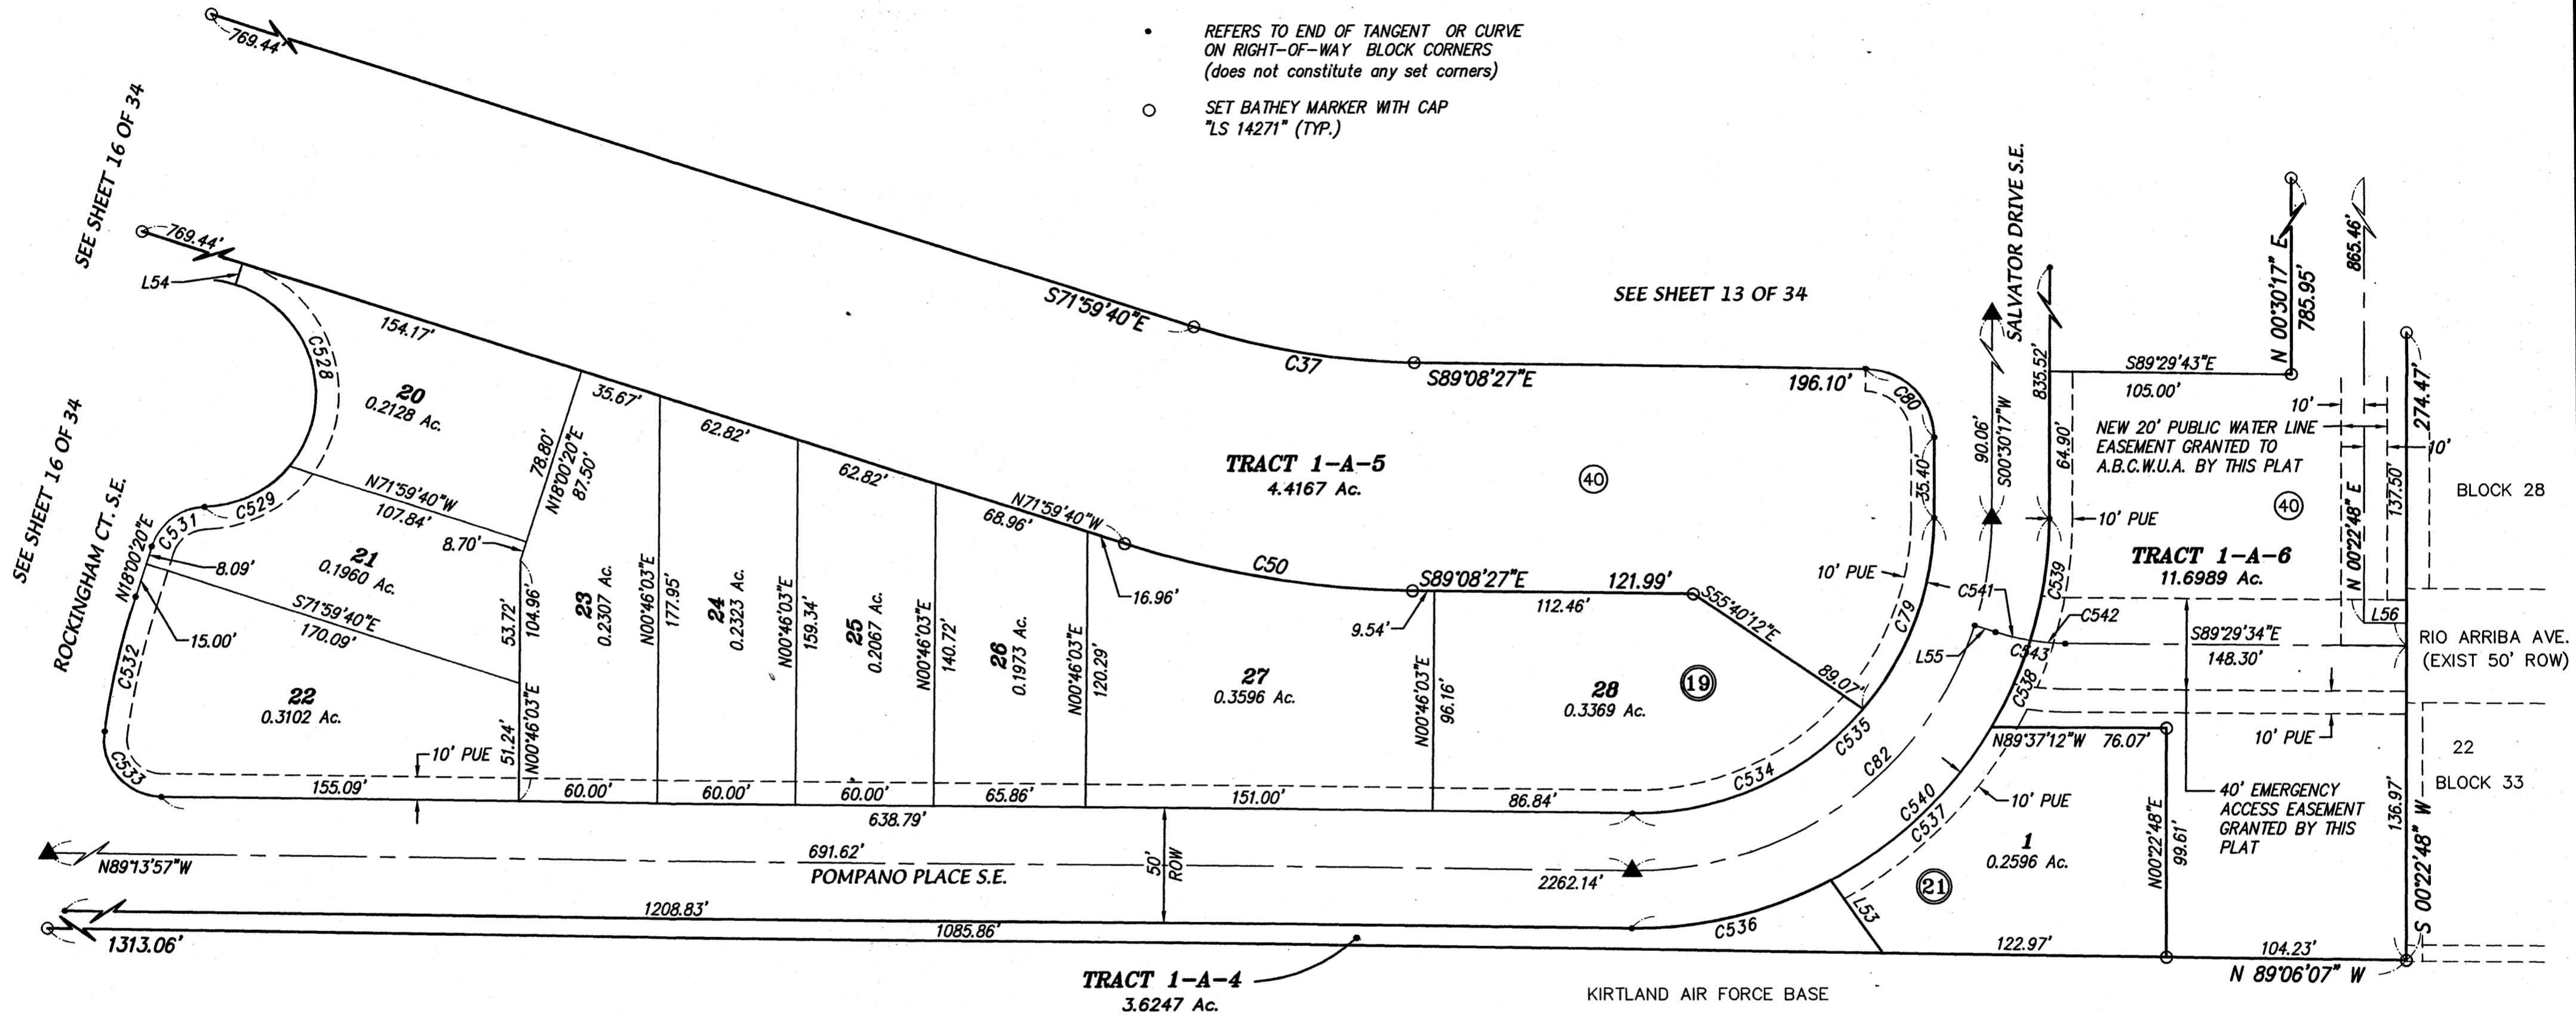 REFERS TO END OF TANGENT OR CURVE
ON RIGHT-OF-WAY BLOCK CORNERS
(does not constitute any set corners)
SET BATHEY MARKER WITH CAP
"LS 14271" (TYP.)
769.44'
SEE SHEET 16 OF 34
769.44'
L54
154.17'
C528
20
0.2128 Ac.
35.67'
62.82'
62.82'
68.96'
N71°59'40"W
16.96'
S71°59'40"E
C37
S89°08'27"E
196.10'
C80
SEE SHEET 13 OF 34
TRACT 1-A-5
4.4167 Ac.
40
35.40'
10' PUE
C79
C50
S89°08'27"E
121.99'
112.46'
9.54'
S55°40'12"E
89.07'
SEE SHEET 16 OF 34
ROCKINGHAM CT. S.E.
N18°00'20"E
C531
C529
8.09'
15.00'
C532
C533
N71°59'40"W
107.84'
78.80'
N18°00'20"E
87.50'
8.70'
21
0.1960 Ac.
S71°59'40"E
170.09'
22
0.3102 Ac.
53.72'
104.96'
51.24'
N00°46'03"E
10' PUE
155.09'
23
0.2307 Ac.
N00°46'03"E
177.95'
60.00'
24
0.2323 Ac.
N00°46'03"E
159.34'
60.00'
25
0.2067 Ac.
N00°46'03"E
140.72'
60.00'
26
0.1973 Ac.
N00°46'03"E
120.29'
65.86'
27
0.3596 Ac.
151.00'
N00°46'03"E
96.16'
28
0.3369 Ac.
19
86.84'
C534
C535
638.79'
N89°13'57"W
691.62'
POMPANO PLACE S.E.
50'
ROW
2262.14'
C82
1208.83'
1313.06'
1085.86'
C536
L53
TRACT 1-A-4
3.6247 Ac.
KIRTLAND AIR FORCE BASE
SALVATOR DRIVE S.E.
90.06'
S00°30'17"W
835.52'
64.90'
10' PUE
S89°29'43"E
105.00'
N 00°30'17" E
785.95'
865.46'
274.47'
10'
10'
NEW 20' PUBLIC WATER LINE
EASEMENT GRANTED TO
A.B.C.W.U.A. BY THIS PLAT
40
N 00°22'48" E
137.50'
BLOCK 28
TRACT 1-A-6
11.6989 Ac.
C539
C541
C542
C543
L55
C538
S89°29'34"E
148.30'
L56
RIO ARRIBA AVE.
(EXIST 50' ROW)
N89°37'12"W 76.07'
10' PUE
22
BLOCK 33
40' EMERGENCY
ACCESS EASEMENT
GRANTED BY THIS
PLAT
C540
C537
10' PUE
1
0.2596 Ac.
21
N00°22'48"E
99.61'
136.97'
S 00°22'48" W
122.97'
104.23'
N 89°06'07" W